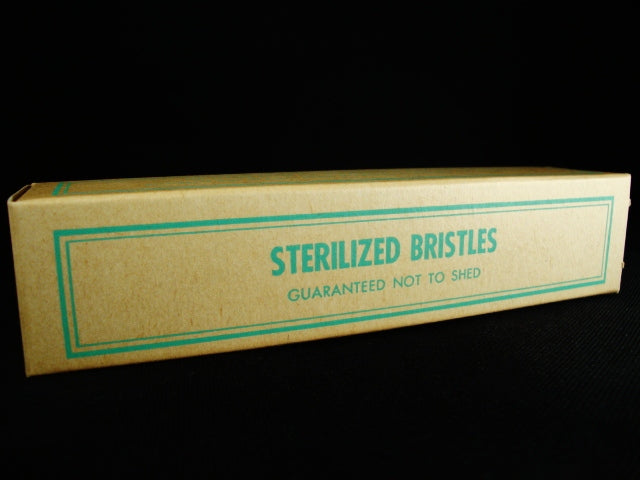 STERILIZED BRISTLES
GUARANTEED NOT TO SHED